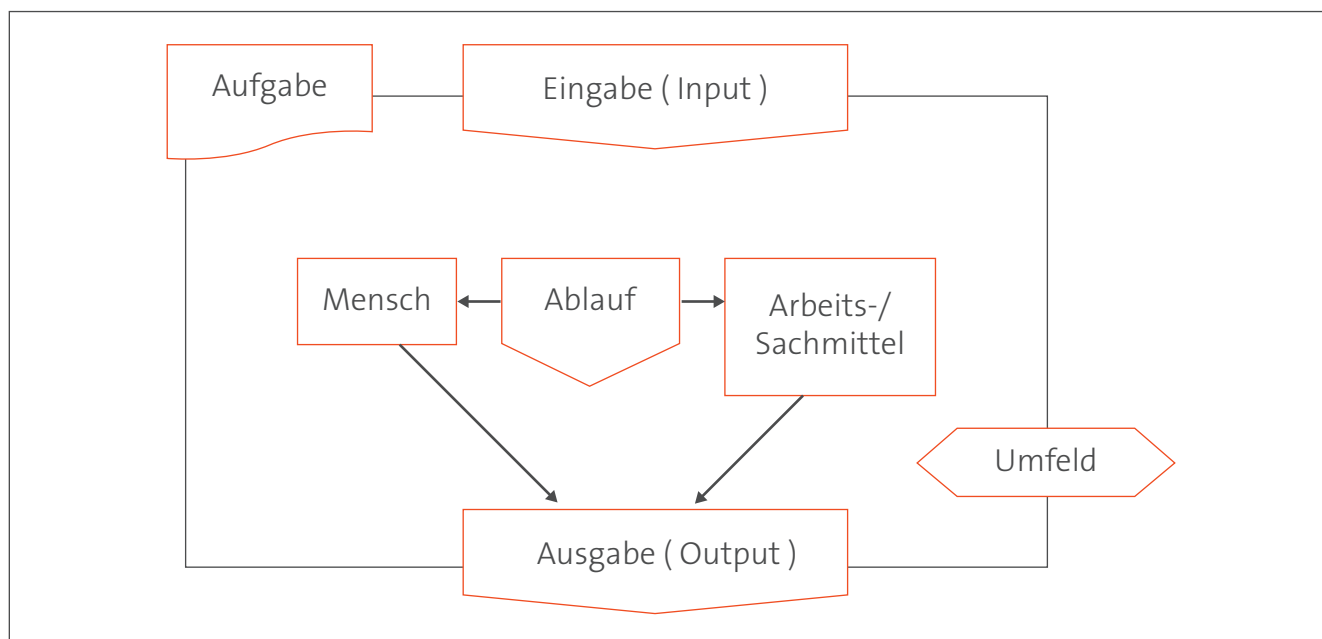 Aufgabe
Eingabe ( Input )
Mensch
Ablauf
Arbeits-/
Sachmittel
Umfeld
Ausgabe ( Output )